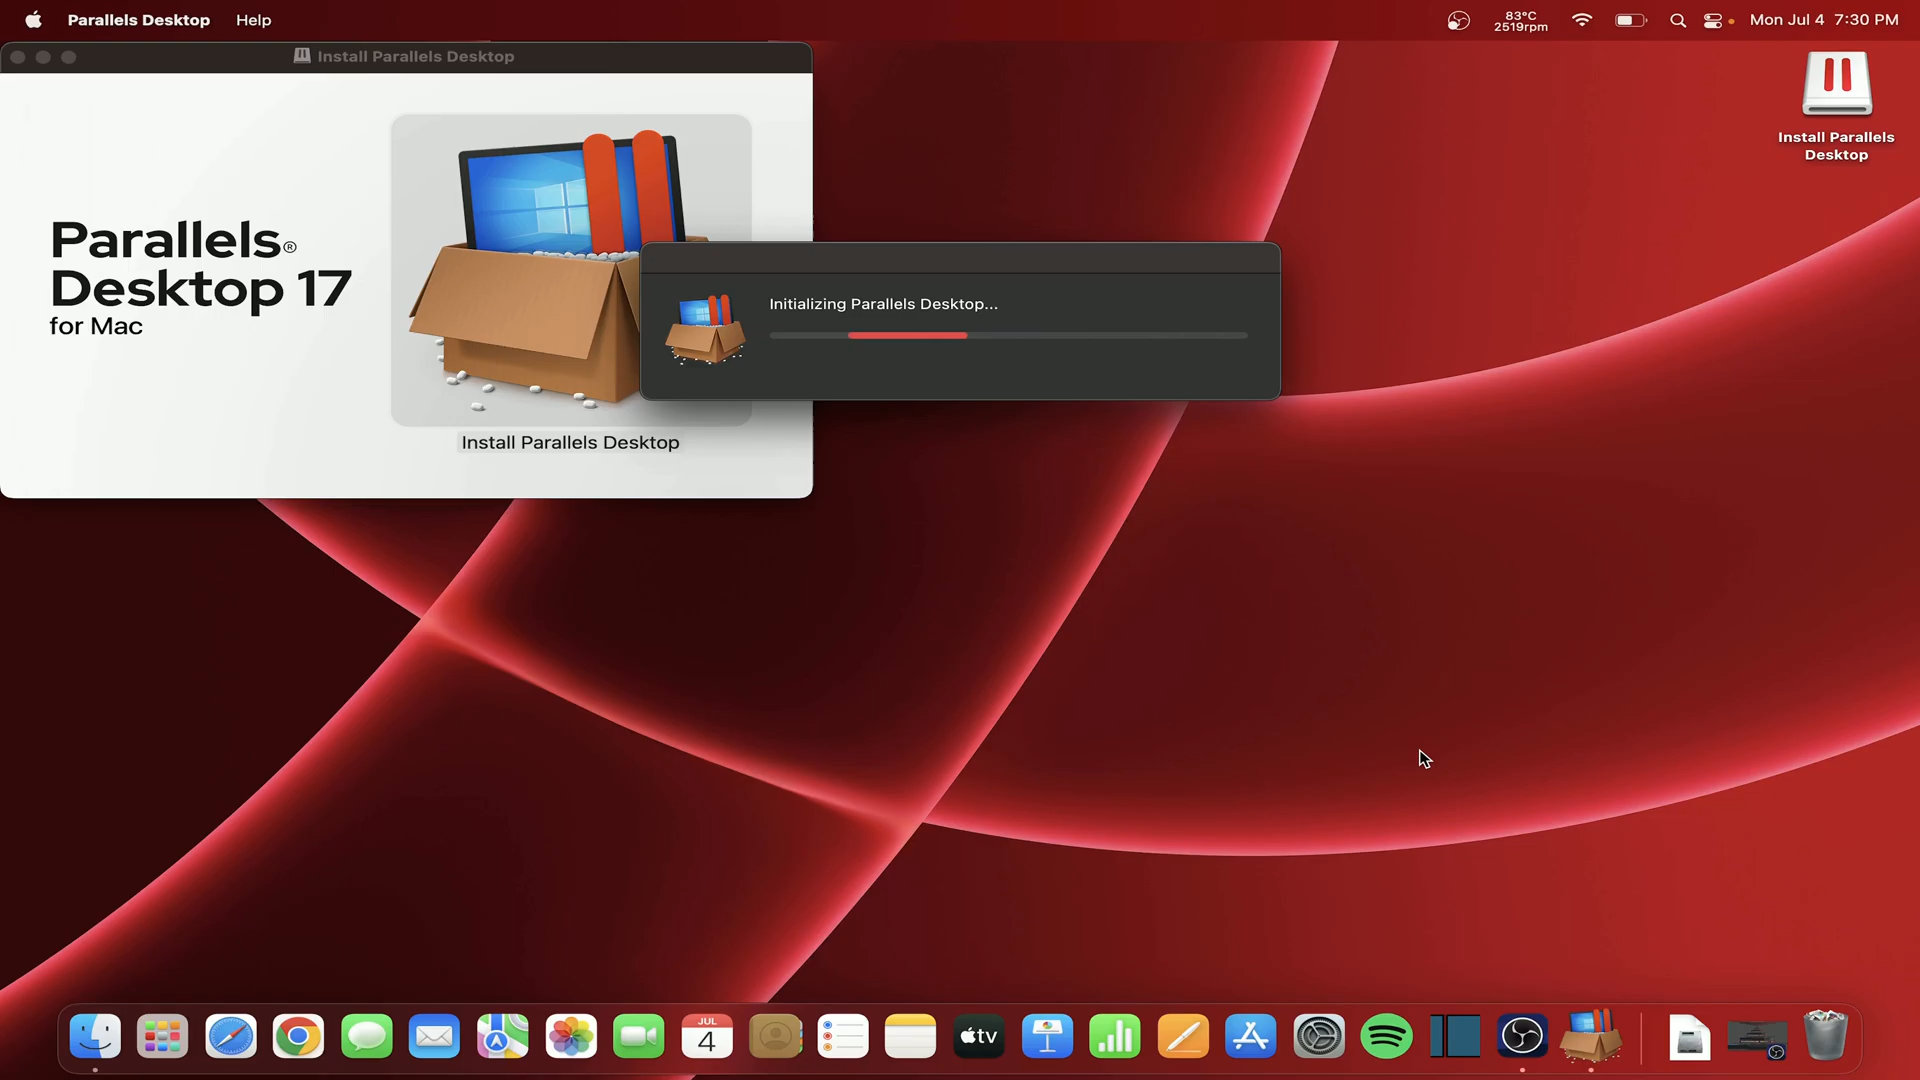 Parallels Desktop Help
83°C
2519rpm
Mon Jul 4 7:30 PM
Install Parallels Desktop
Install Parallels
Desktop
Parallels®
Desktop 17
for Mac
Initializing Parallels Desktop...
Install Parallels Desktop
JUL
4
tv